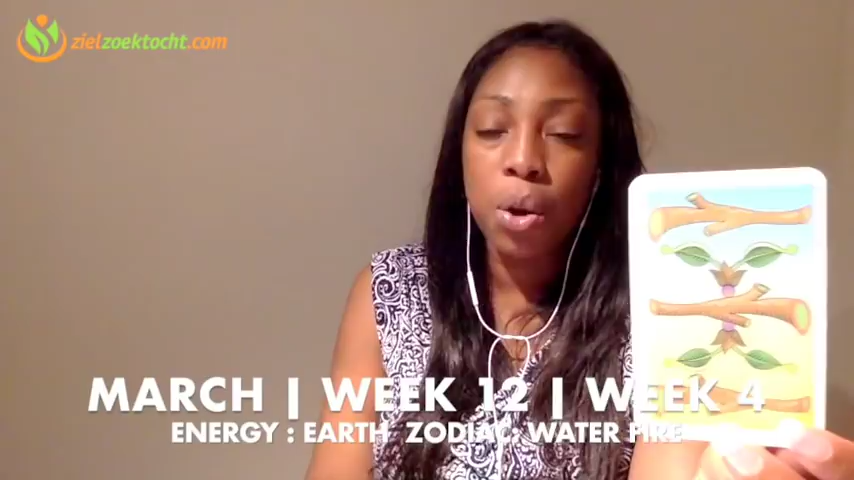 zielzoektocht.com
MARCH | WEEK 12 | WEEK 4
ENERGY : EARTH ZODIAC: WATER FIRE